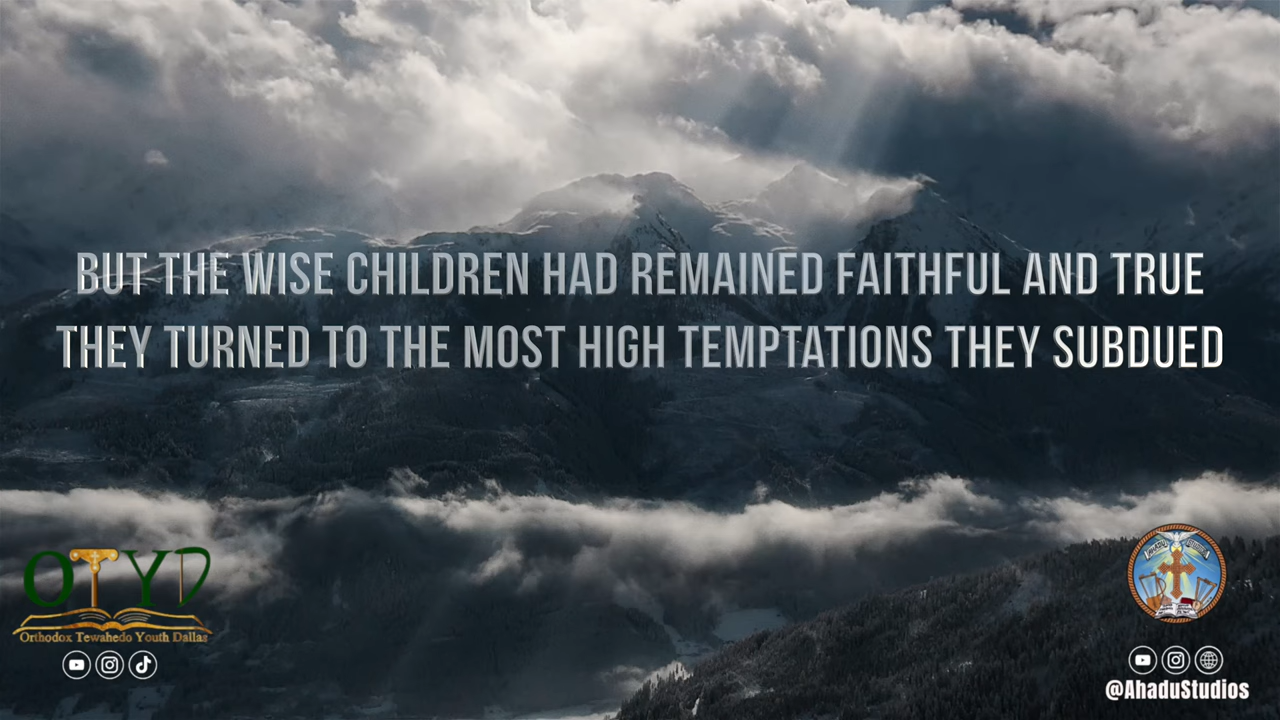 BUT THE WISE CHILDREN HAD REMAINED FAITHFUL AND TRUE
THEY TURNED TO THE MOST HIGH TEMPTATIONS THEY SUBDUED
OTYD
Orthodox Tewahedo Youth Dallas
@AhaduStudios